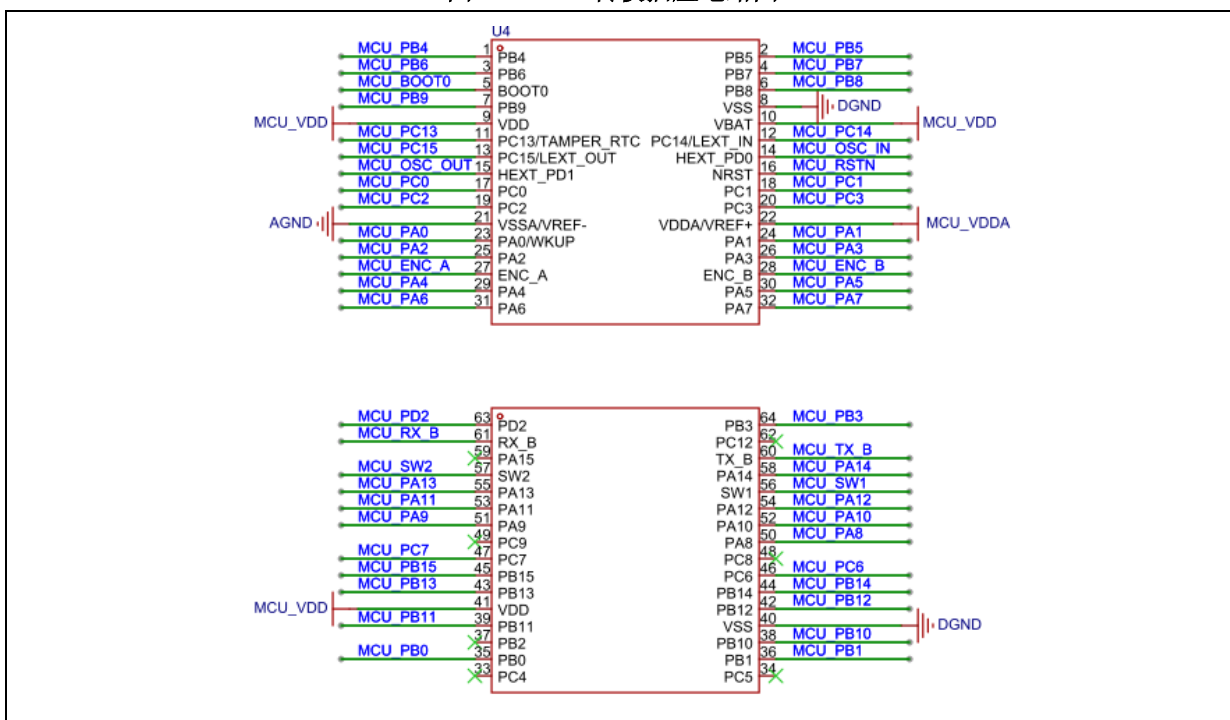 U4
MCU_PB4 1 PB4 PB5 2 MCU_PB5
MCU_PB6 3 PB6 PB7 4 MCU_PB7
MCU_BOOT0 5 BOOT0 PB8 6 MCU_PB8
MCU_PB9 7 PB9 VSS 8 DGND
MCU_VDD 9 VDD VBAT 10 MCU_VDD
MCU_PC13 11 PC13/TAMPER_RTC PC14/LEXT_IN 12 MCU_PC14
MCU_PC15 13 PC15/LEXT_OUT HEXT_PD0 14 MCU_OSC_IN
MCU_OSC_OUT 15 HEXT_PD1 NRST 16 MCU_RSTN
MCU_PC0 17 PC0 PC1 18 MCU_PC1
MCU_PC2 19 PC2 PC3 20 MCU_PC3
AGND 21 VSSA/VREF- VDDA/VREF+ 22 MCU_VDDA
MCU_PA0 23 PA0/WKUP PA1 24 MCU_PA1
MCU_PA2 25 PA2 PA3 26 MCU_PA3
MCU_ENC_A 27 ENC_A ENC_B 28 MCU_ENC_B
MCU_PA4 29 PA4 PA5 30 MCU_PA5
MCU_PA6 31 PA6 PA7 32 MCU_PA7
MCU_PD2 63 PD2 PB3 64 MCU_PB3
MCU_RX_B 61 RX_B PC12 62
59 PA15 TX_B 60 MCU_TX_B
MCU_SW2 57 SW2 PA14 58 MCU_PA14
MCU_PA13 55 PA13 SW1 56 MCU_SW1
MCU_PA11 53 PA11 PA12 54 MCU_PA12
MCU_PA9 51 PA9 PA10 52 MCU_PA10
49 PC9 PA8 50 MCU_PA8
MCU_PC7 47 PC7 PC8 48
MCU_PB15 45 PB15 PC6 46 MCU_PC6
MCU_PB13 43 PB13 PB14 44 MCU_PB14
MCU_VDD 41 VDD PB12 42 MCU_PB12
MCU_PB11 39 PB11 VSS 40 DGND
37 PB2 PB10 38 MCU_PB10
MCU_PB0 35 PB0 PB1 36 MCU_PB1
33 PC4 PC5 34